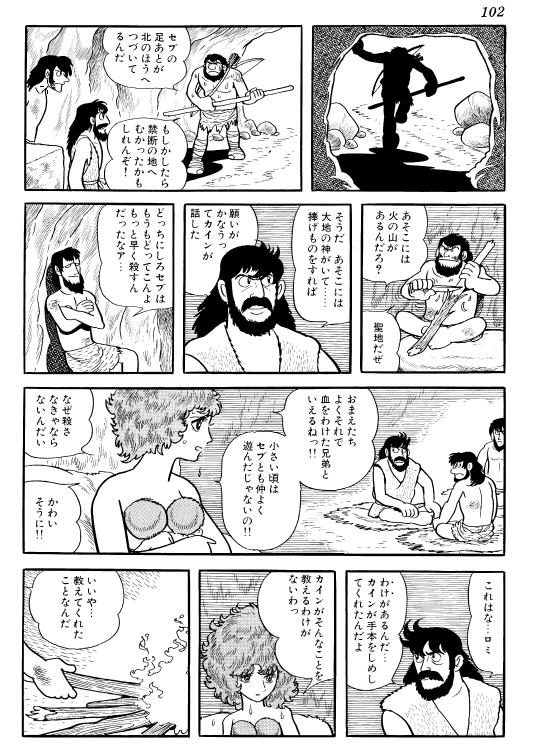 102
セブの
足あとが
北のほうへ
つづいて
るんだ
もしかしたら
禁断の地へ
むかったかも
しれんぞ!
あそこには
火の山が
あるんだろ?
聖地だぜ
そうだ あそこには
大地の神がいて……
捧げものをすれば
願いが
かなうっ
てカインが
話した
どっちにしろセブは
もうもどってこんよ
もっと早く殺すん
だったなァ…
おまえたち
よくそれで
血をわけた兄弟と
いえるねっ!!
小さい頃は
セブとも仲よく
遊んだじゃないの!!
なぜ殺さ
なきゃなら
ないんだい
かわい
そうに!!
これはな…ロミ
わけがあるんだ…
カインが手本をしめし
てくれたんだよ
カインがそんなことを
教えるわけが
ないわっ
いいや…
教えてくれた
ことなんだ